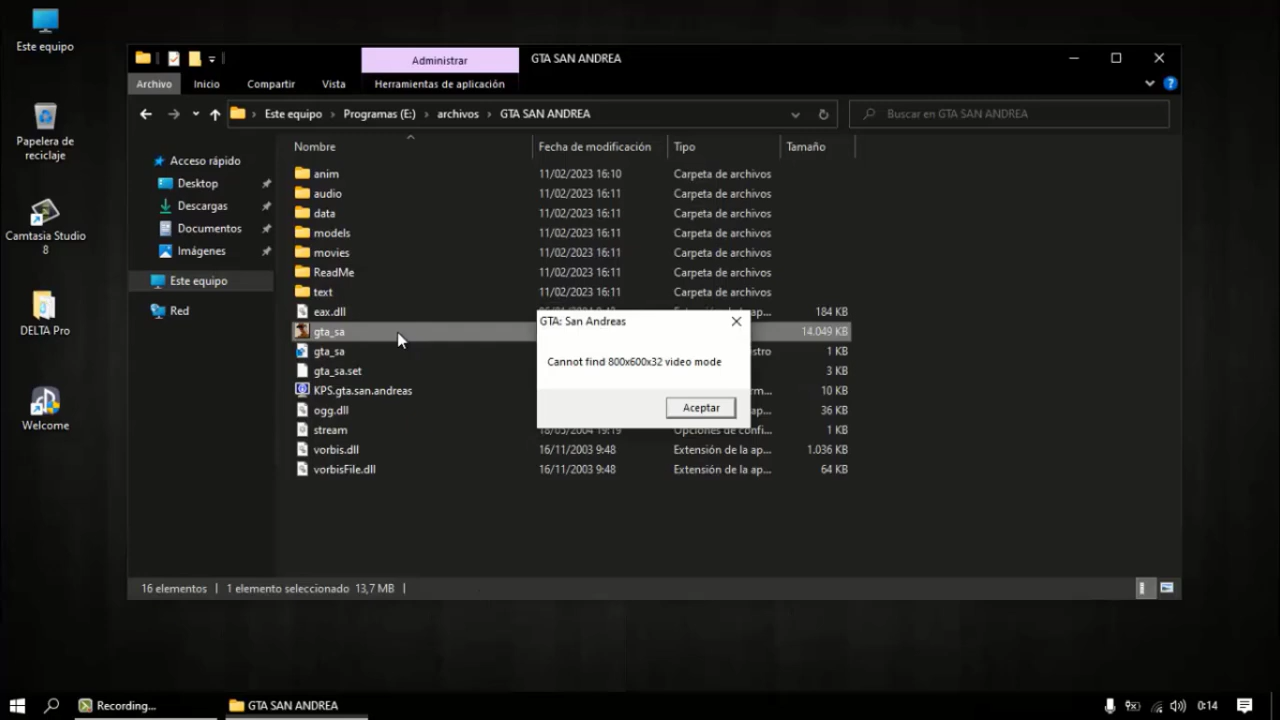 Este equipo
Papelera de
reciclaje
Camtasia Studio
8
DELTA Pro
Welcome
Administrar
GTA SAN ANDREA
Archivo
Inicio
Compartir
Vista
Herramientas de aplicación
Este equipo > Programas (E:) > archivos > GTA SAN ANDREA
Buscar en GTA SAN ANDREA
Nombre
Fecha de modificación
Tipo
Tamaño
Acceso rápido
Desktop
Descargas
Documentos
Imágenes
Este equipo
Red
anim 11/02/2023 16:10 Carpeta de archivos
audio 11/02/2023 16:11 Carpeta de archivos
data 11/02/2023 16:11 Carpeta de archivos
models 11/02/2023 16:11 Carpeta de archivos
movies 11/02/2023 16:11 Carpeta de archivos
ReadMe 11/02/2023 16:11 Carpeta de archivos
text 11/02/2023 16:11 Carpeta de archivos
eax.dll 184 KB
gta_sa 14.049 KB
gta_sa 1 KB
gta_sa.set 3 KB
KPS.gta.san.andreas 10 KB
ogg.dll 36 KB
stream 1 KB
vorbis.dll 16/11/2003 9:48 Extensión de la ap... 1.036 KB
vorbisFile.dll 16/11/2003 9:48 Extensión de la ap... 64 KB
GTA: San Andreas
Cannot find 800x600x32 video mode
Aceptar
16 elementos
1 elemento seleccionado 13,7 MB
Recording...
GTA SAN ANDREA
0:14